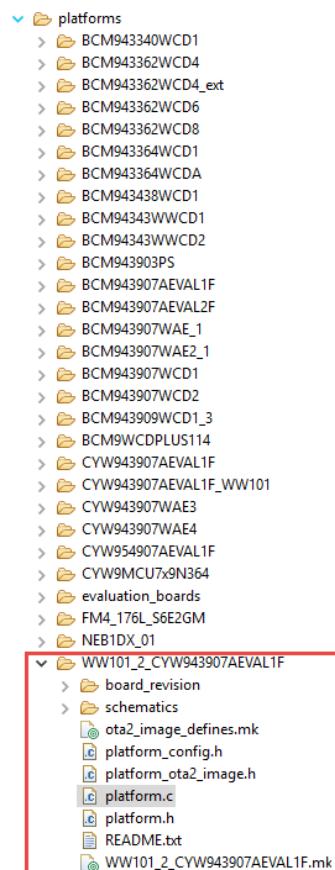 platforms
BCM943340WCD1
BCM943362WCD4
BCM943362WCD4_ext
BCM943362WCD6
BCM943362WCD8
BCM943364WCD1
BCM943364WCDA
BCM943438WCD1
BCM94343WWCD1
BCM94343WWCD2
BCM943903PS
BCM943907AEVAL1F
BCM943907AEVAL2F
BCM943907WAE_1
BCM943907WAE2_1
BCM943907WCD1
BCM943907WCD2
BCM943909WCD1_3
BCM9WCDPLUS114
CYW943907AEVAL1F
CYW943907AEVAL1F_WW101
CYW943907WAE3
CYW943907WAE4
CYW954907AEVAL1F
CYW9MCU7x9N364
evaluation_boards
FM4_176L_S6E2GM
NEB1DX_01
WW101_2_CYW943907AEVAL1F
board_revision
schematics
ota2_image_defines.mk
platform_config.h
platform_ota2_image.h
platform.c
platform.h
README.txt
WW101_2_CYW943907AEVAL1F.mk